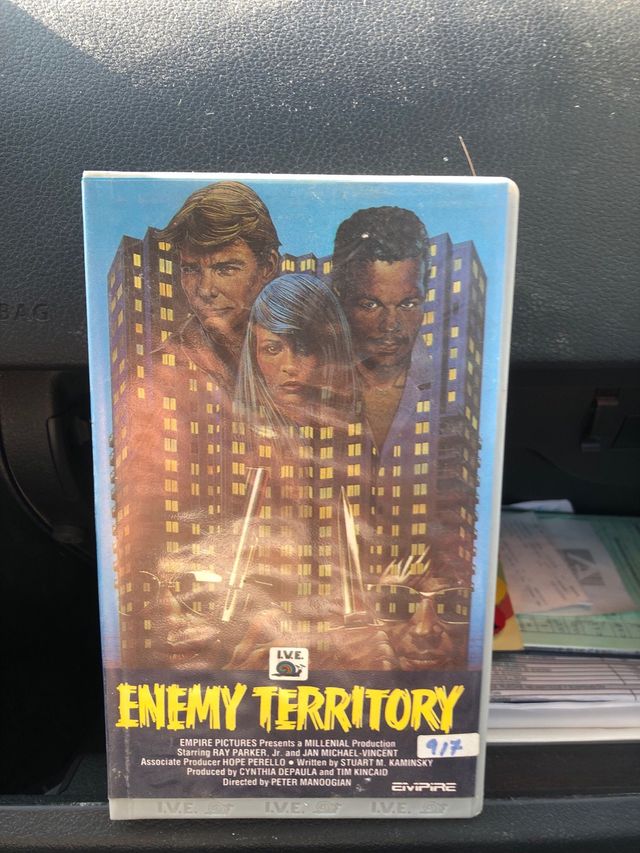 BAG
I.V.E.
ENEMY TERRITORY
EMPIRE PICTURES Presents a MILLENIAL Production
Starring RAY PARKER, Jr. and JAN MICHAEL-VINCENT
Associate Producer HOPE PERELLO • Written by STUART M. KAMINSKY
Produced by CYNTHIA DEPAULA and TIM KINCAID
Directed by PETER MANOOGIAN
917
EMPIRE
I.V.E. I.V.E. I.V.E.